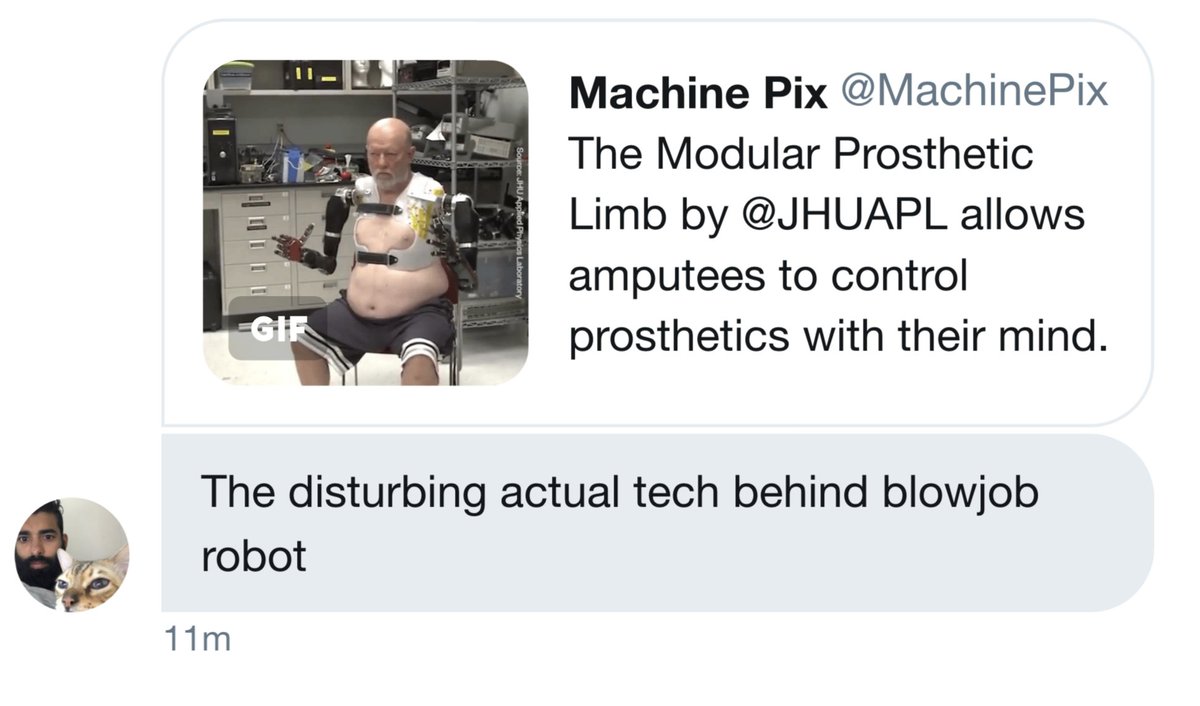 Machine Pix @MachinePix
The Modular Prosthetic
Limb by @JHUAPL allows
amputees to control
prosthetics with their mind.
Source: JHU Applied Physics Laboratory
GIF
The disturbing actual tech behind blowjob
robot
11m